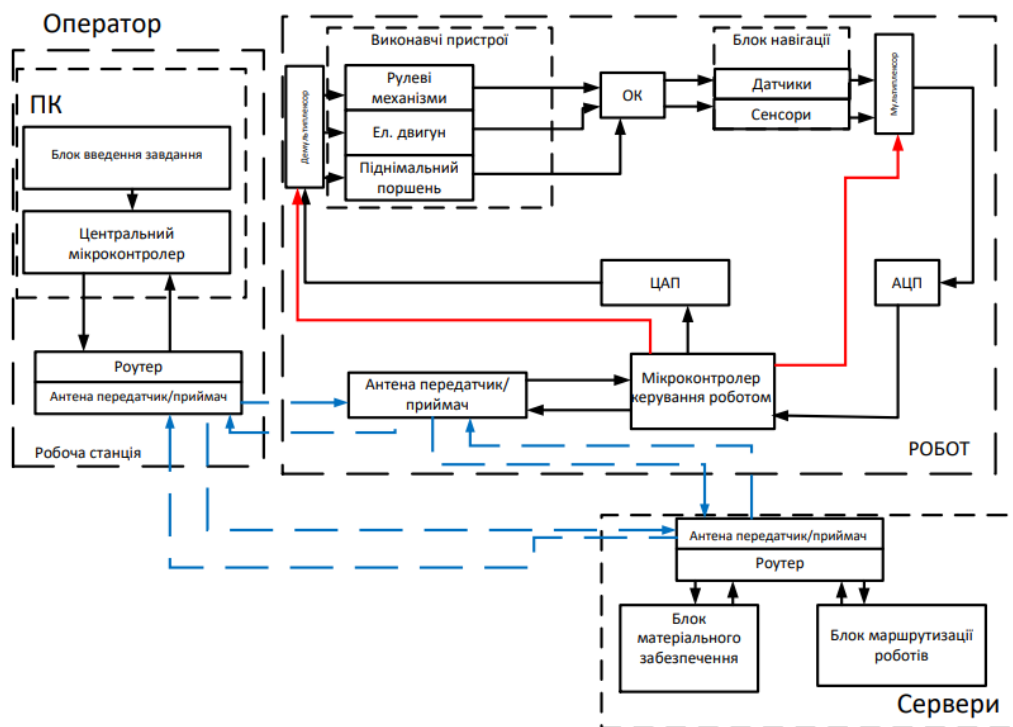 Оператор
ПК
Блок введення завдання
Центральний
мікроконтролер
Роутер
Антена передатчик/приймач
Робоча станція
Виконавчі пристрої
Демультиплексор
Рулеві
механізми
Ел. двигун
Піднімальний
поршень
ОК
Блок навігації
Датчики
Сенсори
Мультиплексор
ЦАП
АЦП
Антена передатчик/
приймач
Мікроконтролер
керування роботом
РОБОТ
Антена передатчик/приймач
Роутер
Блок
матеріального
забезпечення
Блок маршрутизації
роботів
Сервери